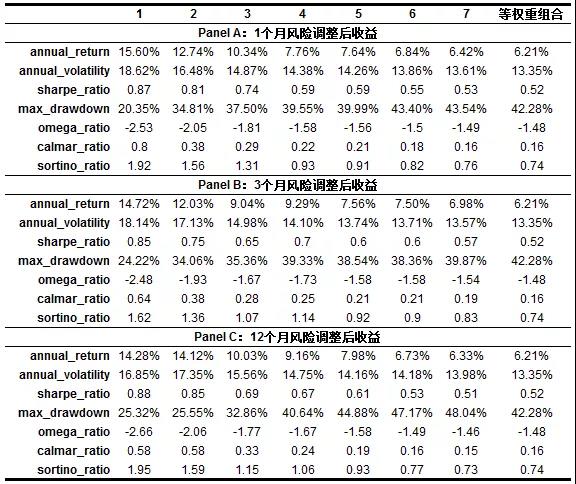 1 2 3 4 5 6 7 等权重组合
Panel A：1个月风险调整后收益
annual_return 15.60% 12.74% 10.34% 7.76% 7.64% 6.84% 6.42% 6.21%
annual_volatility 18.62% 16.48% 14.87% 14.38% 14.26% 13.86% 13.61% 13.35%
sharpe_ratio 0.87 0.81 0.74 0.59 0.59 0.55 0.53 0.52
max_drawdown 20.35% 34.81% 37.50% 39.55% 39.99% 43.40% 43.54% 42.28%
omega_ratio -2.53 -2.05 -1.81 -1.58 -1.56 -1.5 -1.49 -1.48
calmar_ratio 0.8 0.38 0.29 0.22 0.21 0.18 0.16 0.16
sortino_ratio 1.92 1.56 1.31 0.93 0.91 0.82 0.76 0.74
Panel B：3个月风险调整后收益
annual_return 14.72% 12.03% 9.04% 9.29% 7.56% 7.50% 6.98% 6.21%
annual_volatility 18.14% 17.13% 14.98% 14.10% 13.74% 13.71% 13.57% 13.35%
sharpe_ratio 0.85 0.75 0.65 0.7 0.6 0.6 0.57 0.52
max_drawdown 24.22% 34.06% 35.36% 39.33% 38.54% 38.36% 39.87% 42.28%
omega_ratio -2.48 -1.93 -1.67 -1.73 -1.58 -1.58 -1.54 -1.48
calmar_ratio 0.64 0.38 0.28 0.25 0.21 0.21 0.19 0.16
sortino_ratio 1.62 1.36 1.07 1.14 0.92 0.9 0.83 0.74
Panel C：12个月风险调整后收益
annual_return 14.28% 14.12% 10.03% 9.16% 7.98% 6.73% 6.33% 6.21%
annual_volatility 16.85% 17.35% 15.56% 14.75% 14.16% 14.18% 13.98% 13.35%
sharpe_ratio 0.88 0.85 0.69 0.67 0.61 0.53 0.51 0.52
max_drawdown 25.32% 25.55% 32.86% 40.64% 44.88% 47.17% 48.04% 42.28%
omega_ratio -2.66 -2.06 -1.77 -1.67 -1.58 -1.49 -1.46 -1.48
calmar_ratio 0.58 0.58 0.33 0.24 0.19 0.16 0.15 0.16
sortino_ratio 1.95 1.59 1.15 1.06 0.93 0.77 0.73 0.74